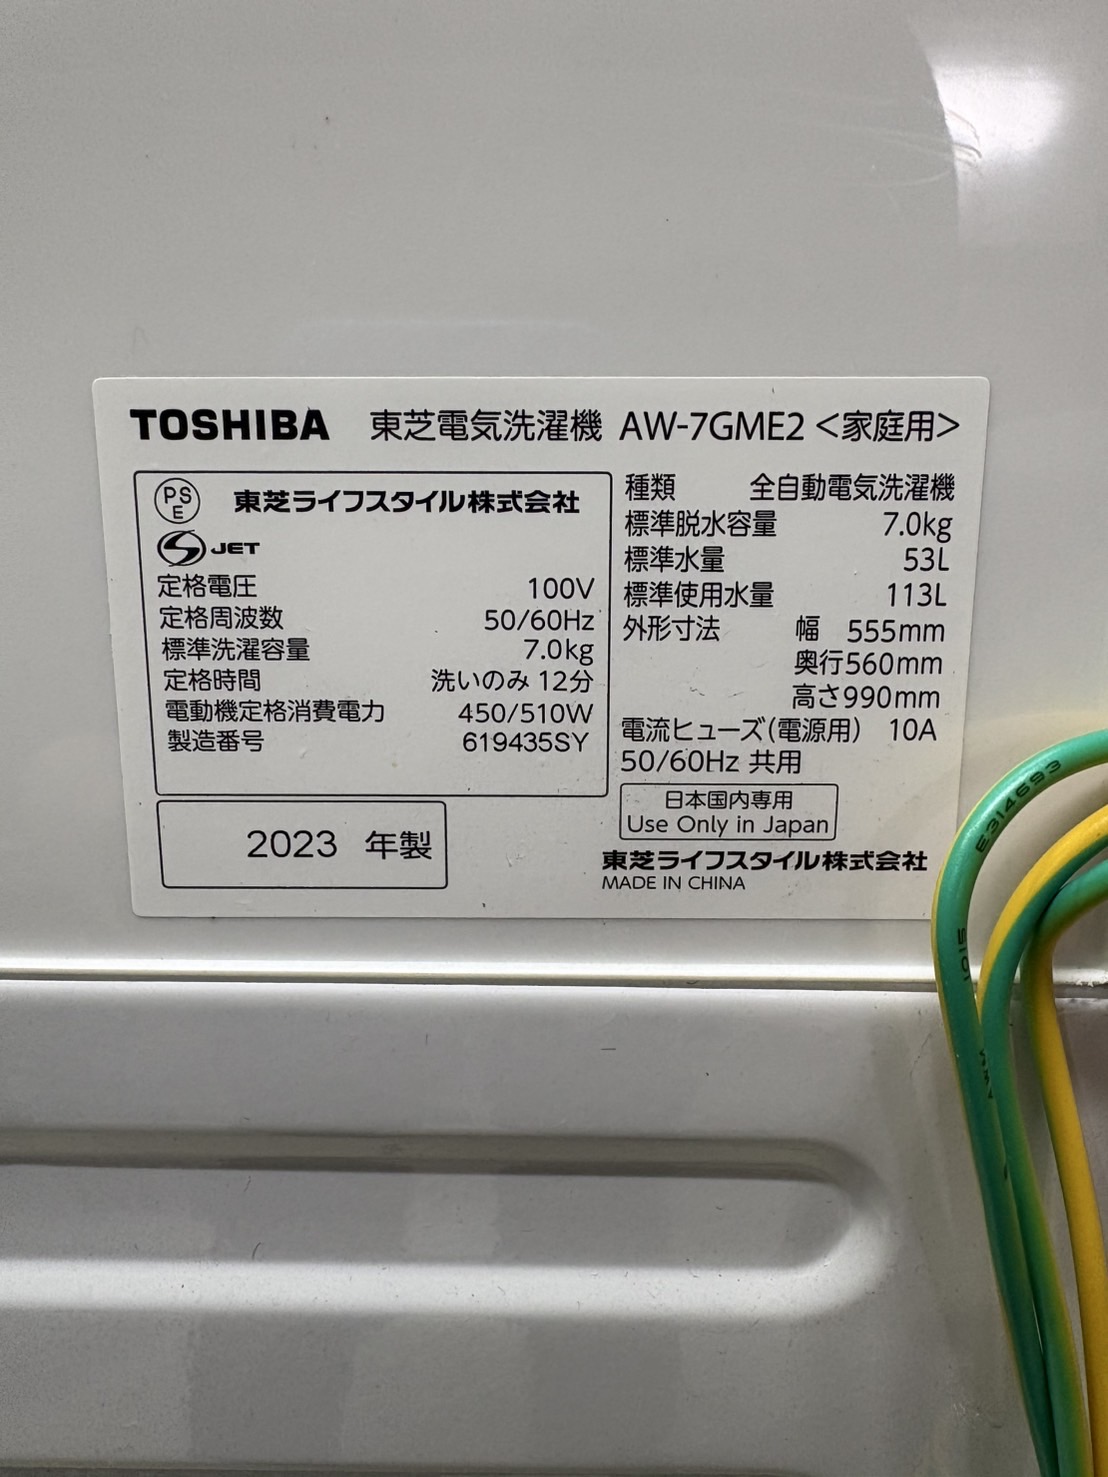 TOSHIBA 東芝電気洗濯機 AW-7GME2 <家庭用>
PSE 東芝ライフスタイル株式会社
S JET
定格電圧 100V
定格周波数 50/60Hz
標準洗濯容量 7.0kg
定格時間 洗いのみ 12分
電動機定格消費電力 450/510W
製造番号 619435SY
2023 年製
種類 全自動電気洗濯機
標準脱水容量 7.0kg
標準水量 53L
標準使用水量 113L
外形寸法 幅 555mm
奥行560mm
高さ990mm
電流ヒューズ(電源用) 10A
50/60Hz 共用
日本国内専用
Use Only in Japan
東芝ライフスタイル株式会社
MADE IN CHINA
E314693
1015